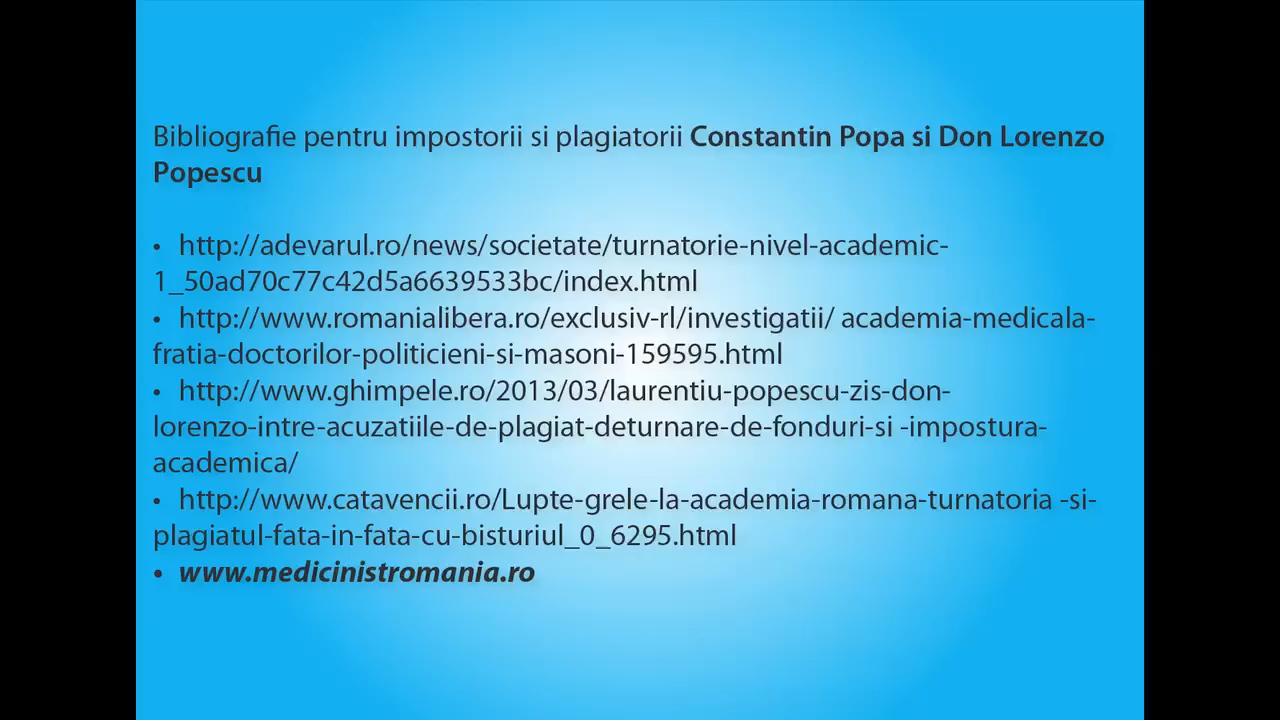 Bibliografie pentru impostorii si plagiatorii Constantin Popa si Don Lorenzo
Popescu
• http://adevarul.ro/news/societate/turnatorie-nivel-academic-
1_50ad70c77c42d5a6639533bc/index.html
• http://www.romanialibera.ro/exclusiv-rl/investigatii/ academia-medicala-
fratia-doctorilor-politicieni-si-masoni-159595.html
• http://www.ghimpele.ro/2013/03/laurentiu-popescu-zis-don-
lorenzo-intre-acuzatiile-de-plagiat-deturnare-de-fonduri-si -impostura-
academica/
• http://www.catavencii.ro/Lupte-grele-la-academia-romana-turnatoria -si-
plagiatul-fata-in-fata-cu-bisturiul_0_6295.html
• www.medicinistromania.ro